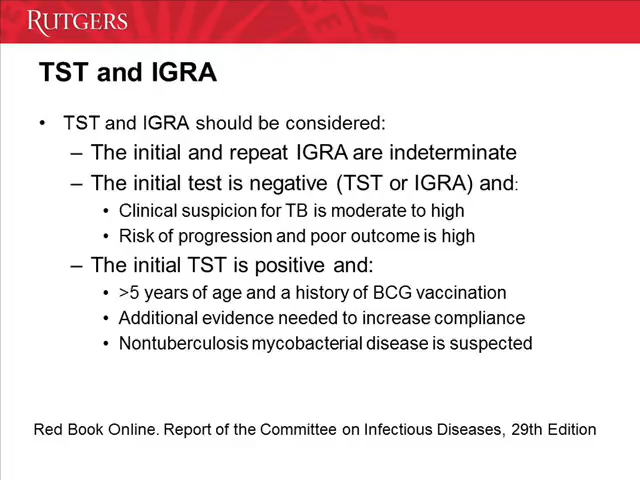 RUTGERS
TST and IGRA
• TST and IGRA should be considered:
– The initial and repeat IGRA are indeterminate
– The initial test is negative (TST or IGRA) and:
• Clinical suspicion for TB is moderate to high
• Risk of progression and poor outcome is high
– The initial TST is positive and:
• >5 years of age and a history of BCG vaccination
• Additional evidence needed to increase compliance
• Nontuberculosis mycobacterial disease is suspected
Red Book Online. Report of the Committee on Infectious Diseases, 29th Edition